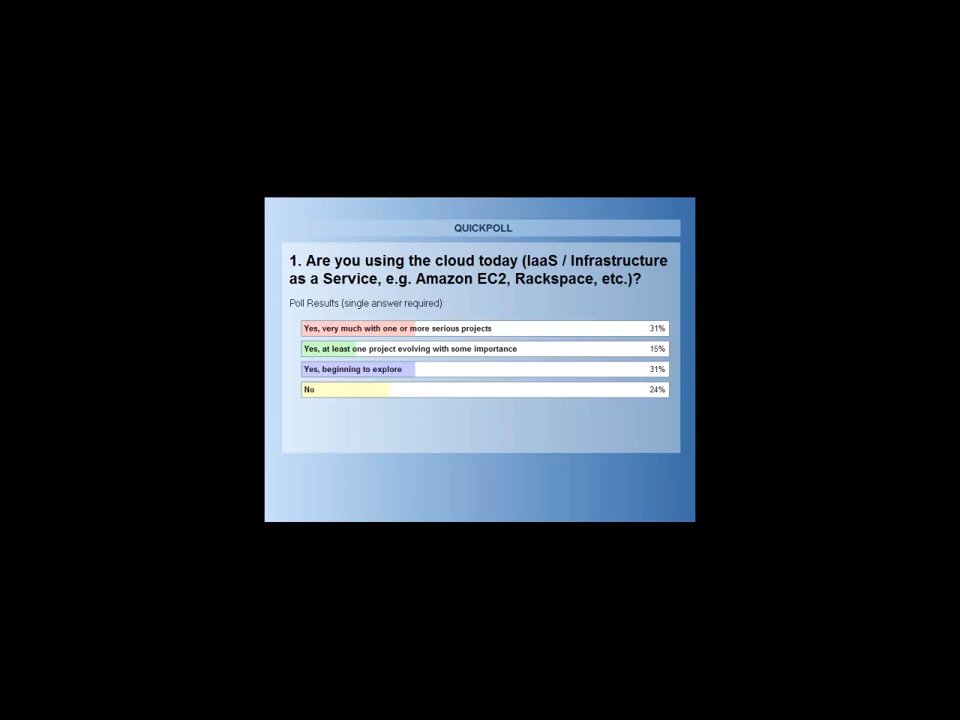 QUICKPOLL
1. Are you using the cloud today (IaaS / Infrastructure
as a Service, e.g. Amazon EC2, Rackspace, etc.)?
Poll Results (single answer required):
Yes, very much with one or more serious projects 31%
Yes, at least one project evolving with some importance 15%
Yes, beginning to explore 31%
No 24%